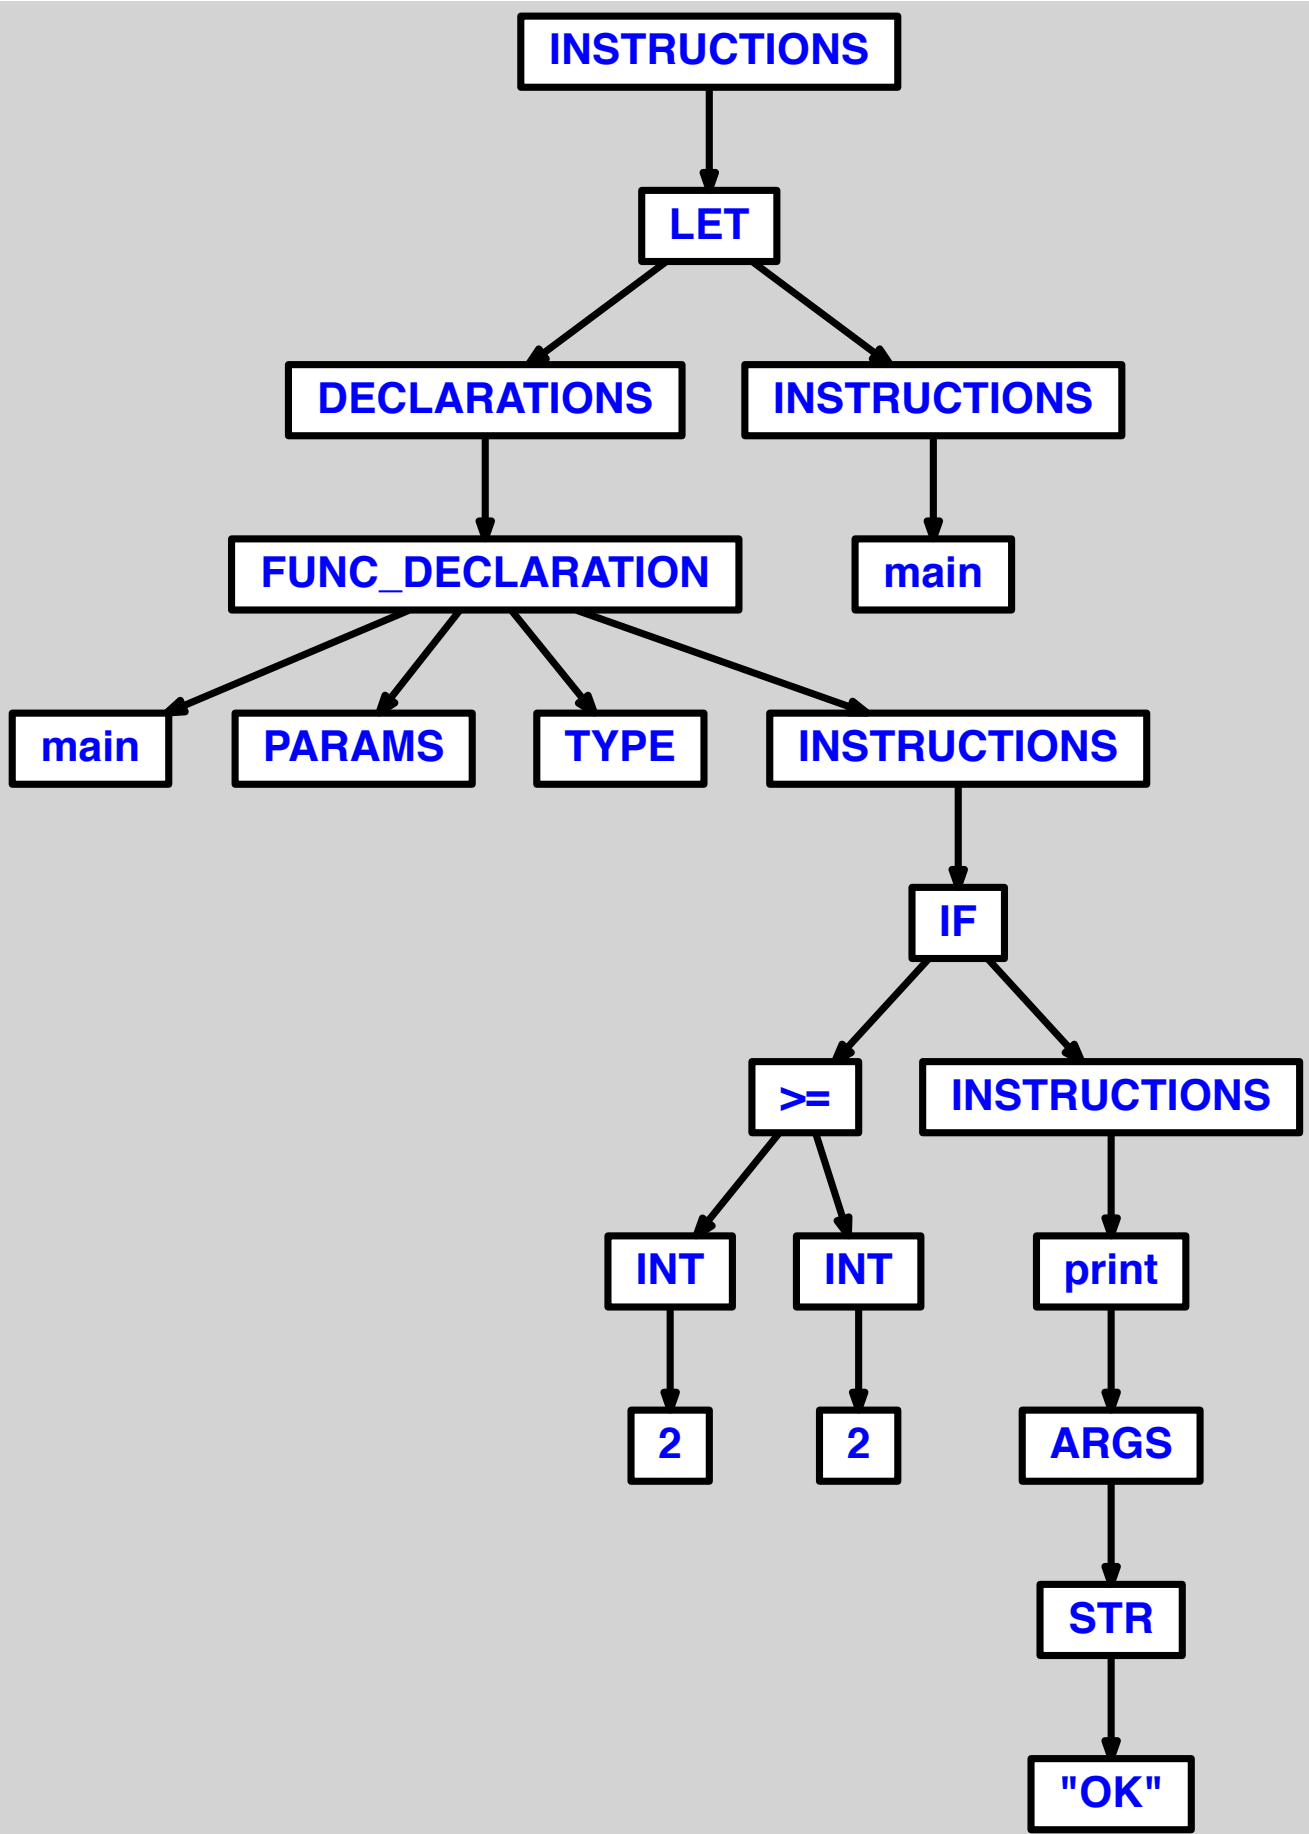 INSTRUCTIONS
LET
DECLARATIONS
INSTRUCTIONS
FUNC_DECLARATION
main
main
PARAMS
TYPE
INSTRUCTIONS
IF
>=
INSTRUCTIONS
INT
INT
print
2
2
ARGS
STR
"OK"